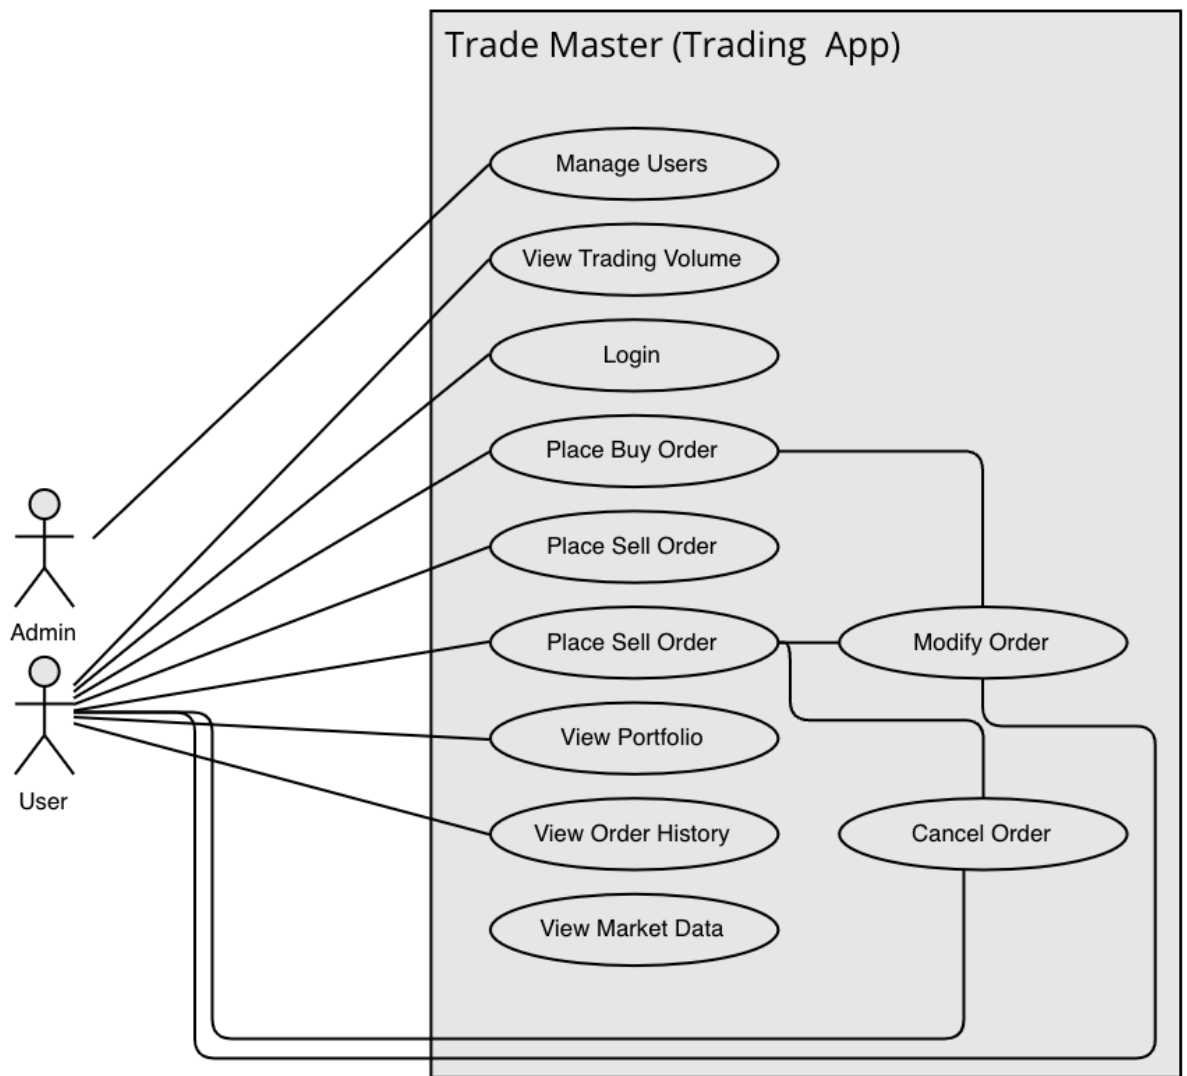 Trade Master (Trading  App)
Manage Users
View Trading Volume
Login
Place Buy Order
Place Sell Order
Admin
Place Sell Order
Modify Order
View Portfolio
User
View Order History
Cancel Order
View Market Data